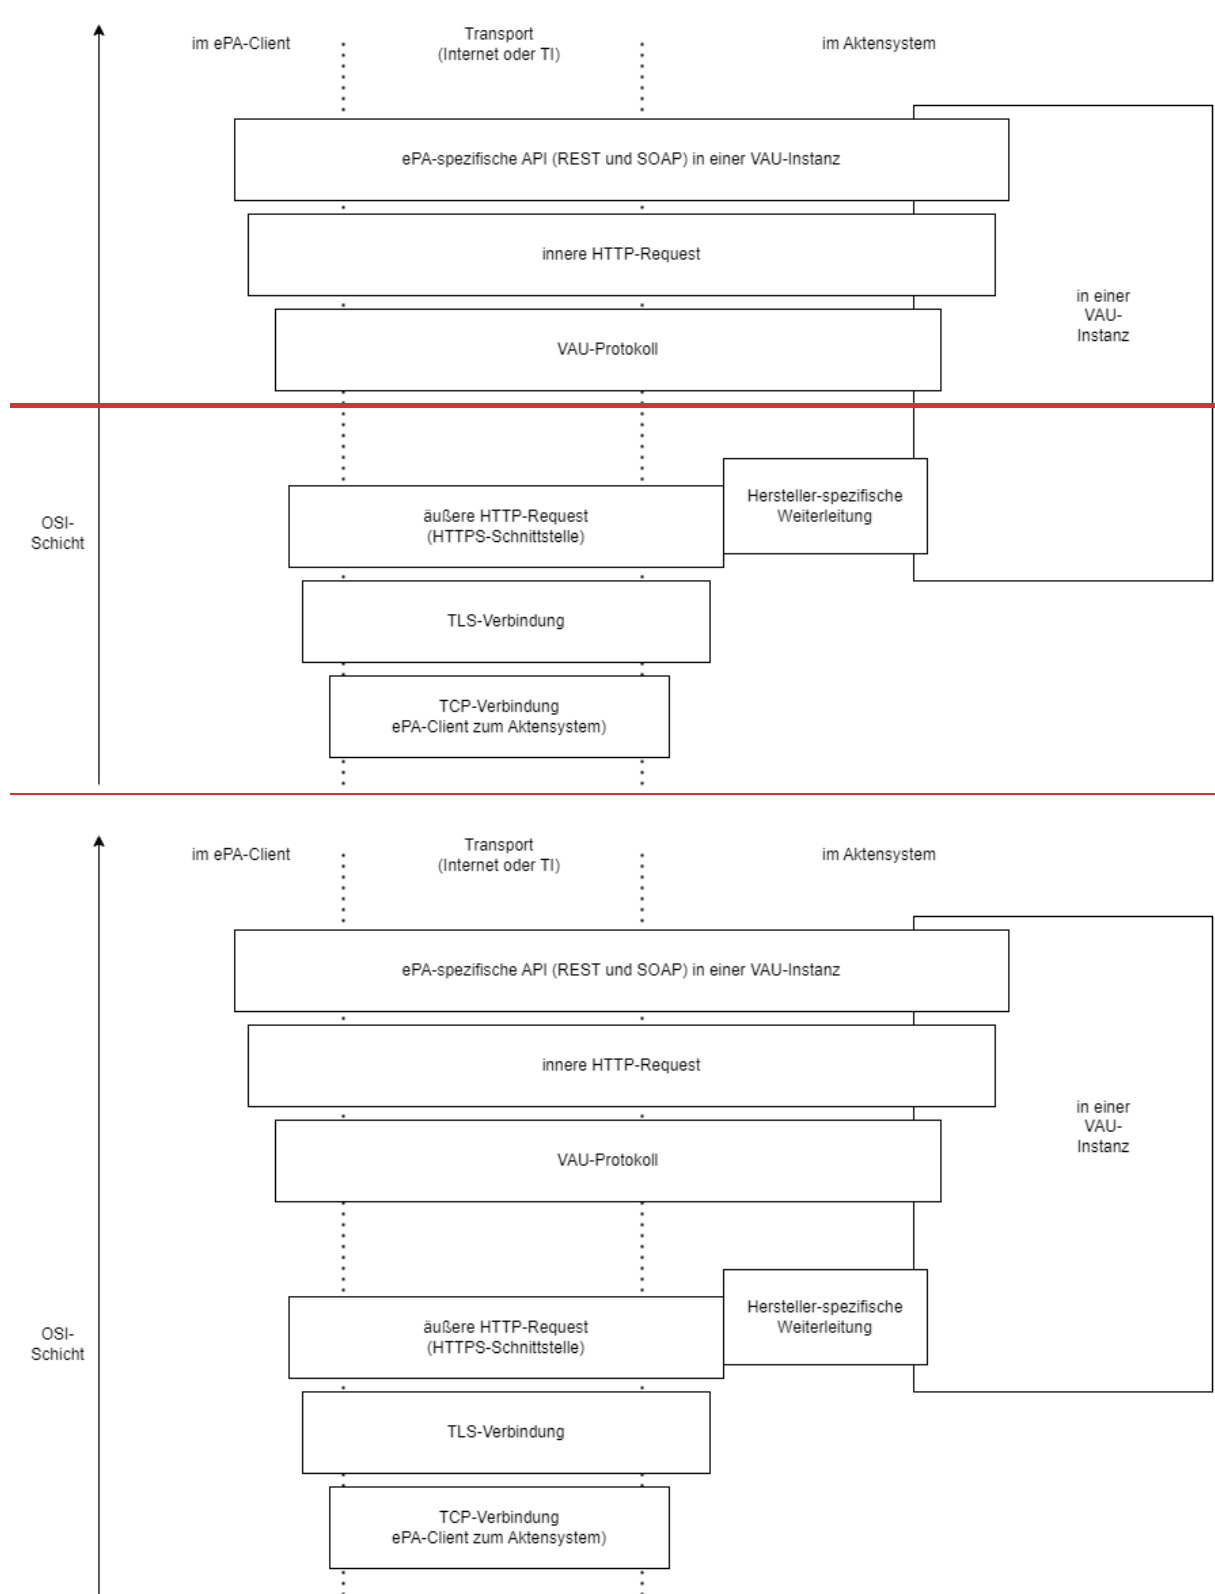 im ePA-Client
Transport
(Internet oder TI)
im Aktensystem
ePA-spezifische API (REST und SOAP) in einer VAU-Instanz
innere HTTP-Request
in einer
VAU-
Instanz
VAU-Protokoll
Hersteller-spezifische
Weiterleitung
äußere HTTP-Request
(HTTPS-Schnittstelle)
OSI-
Schicht
TLS-Verbindung
TCP-Verbindung
ePA-Client zum Aktensystem)
im ePA-Client
Transport
(Internet oder TI)
im Aktensystem
ePA-spezifische API (REST und SOAP) in einer VAU-Instanz
innere HTTP-Request
in einer
VAU-
Instanz
VAU-Protokoll
Hersteller-spezifische
Weiterleitung
äußere HTTP-Request
(HTTPS-Schnittstelle)
OSI-
Schicht
TLS-Verbindung
TCP-Verbindung
ePA-Client zum Aktensystem)